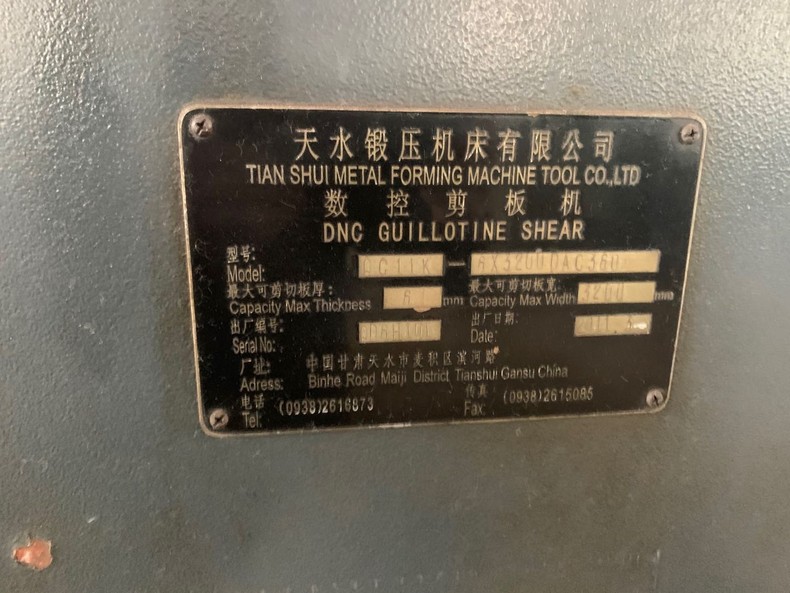 天水锻压机床有限公司
TIAN SHUI METAL FORMING MACHINE TOOL CO.,LTD
数控剪板机
DNC GUILLOTINE SHEAR
型号:
Model: 11K — 6X3200DAC360
最大可剪切板厚: 最大可剪切板宽:
Capacity Max Thickness 6 mm Capacity Max Width 3200 mm
出厂编号: 出厂日期:
Serial No: Date:
厂址: 中国甘肃天水市麦积区滨河路
Adress: Binhe Road Maiji District Tianshui Gansu China
电话 传真
Tel: (0938)2616873 Fax: (0938)2615085